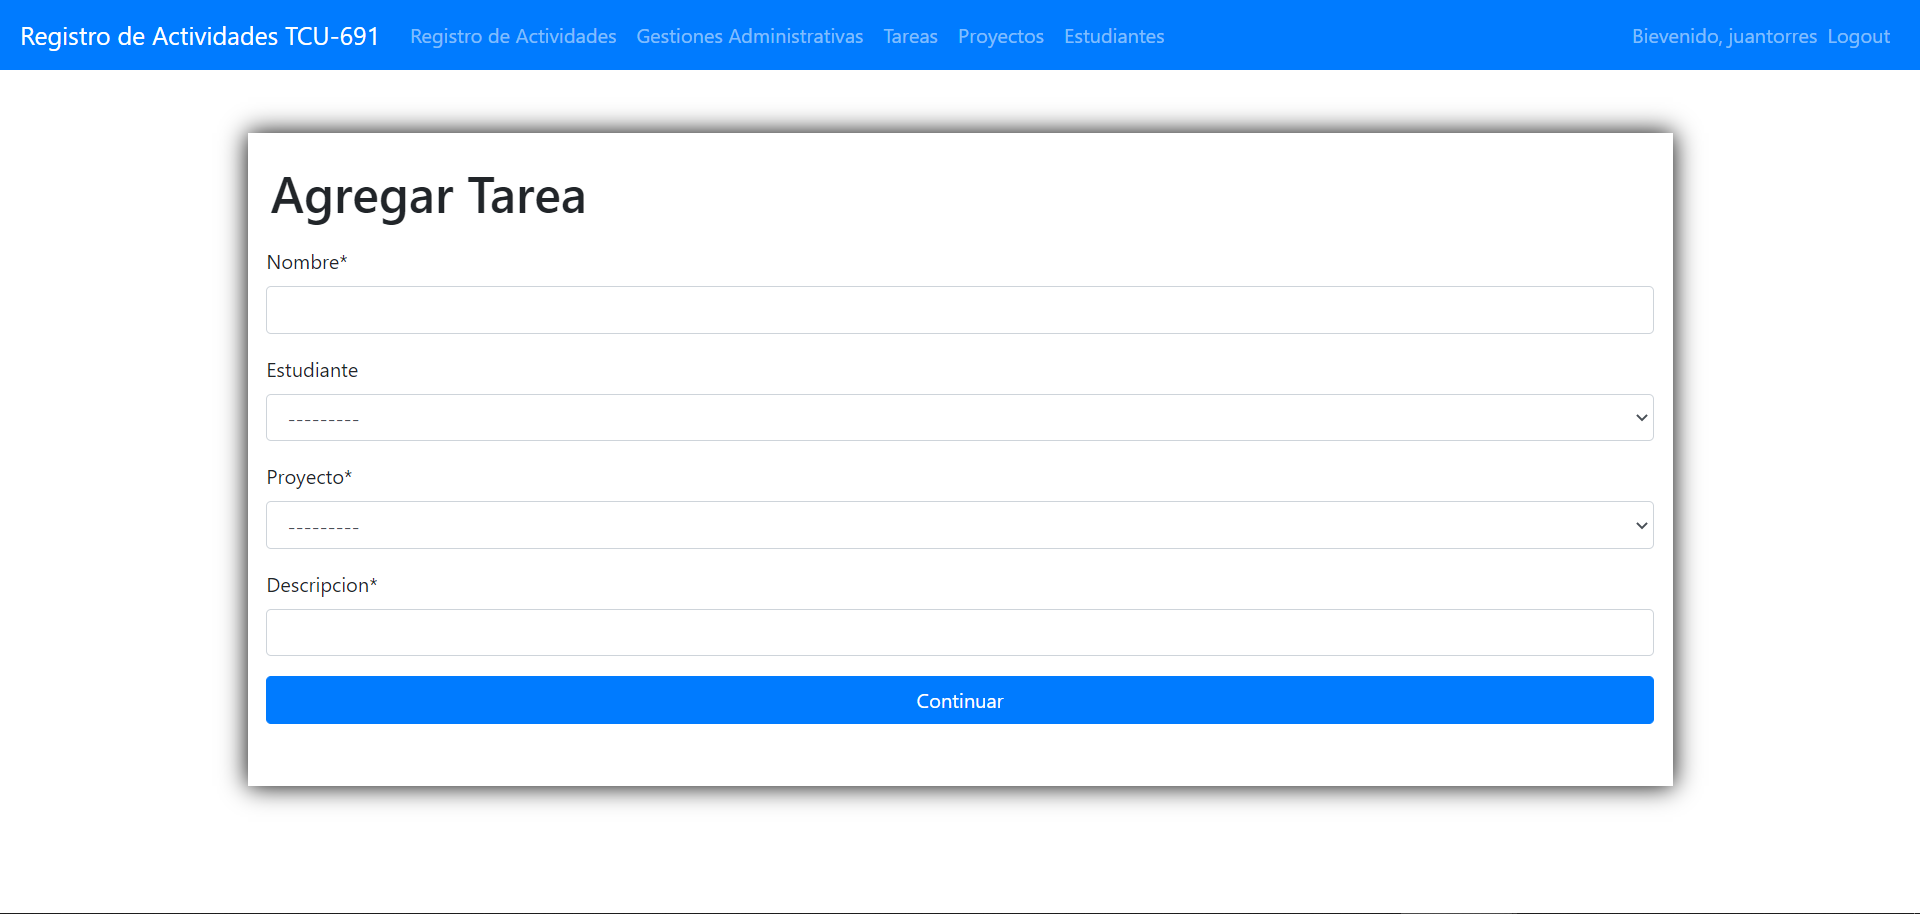 Registro de Actividades TCU-691 Registro de Actividades Gestiones Administrativas Tareas Proyectos Estudiantes Bievenido, juantorres Logout
Agregar Tarea
Nombre*
Estudiante
---------
Proyecto*
---------
Descripcion*
Continuar